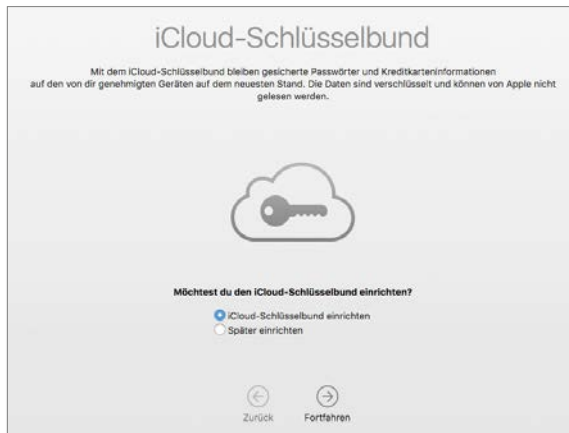 iCloud-Schlüsselbund
Mit dem iCloud-Schlüsselbund bleiben gesicherte Passwörter und Kreditkarteninformationen
auf den von dir genehmigten Geräten auf dem neuesten Stand. Die Daten sind verschlüsselt und können von Apple nicht
gelesen werden.
Möchtest du den iCloud-Schlüsselbund einrichten?
iCloud-Schlüsselbund einrichten
Später einrichten
Zurück Fortfahren